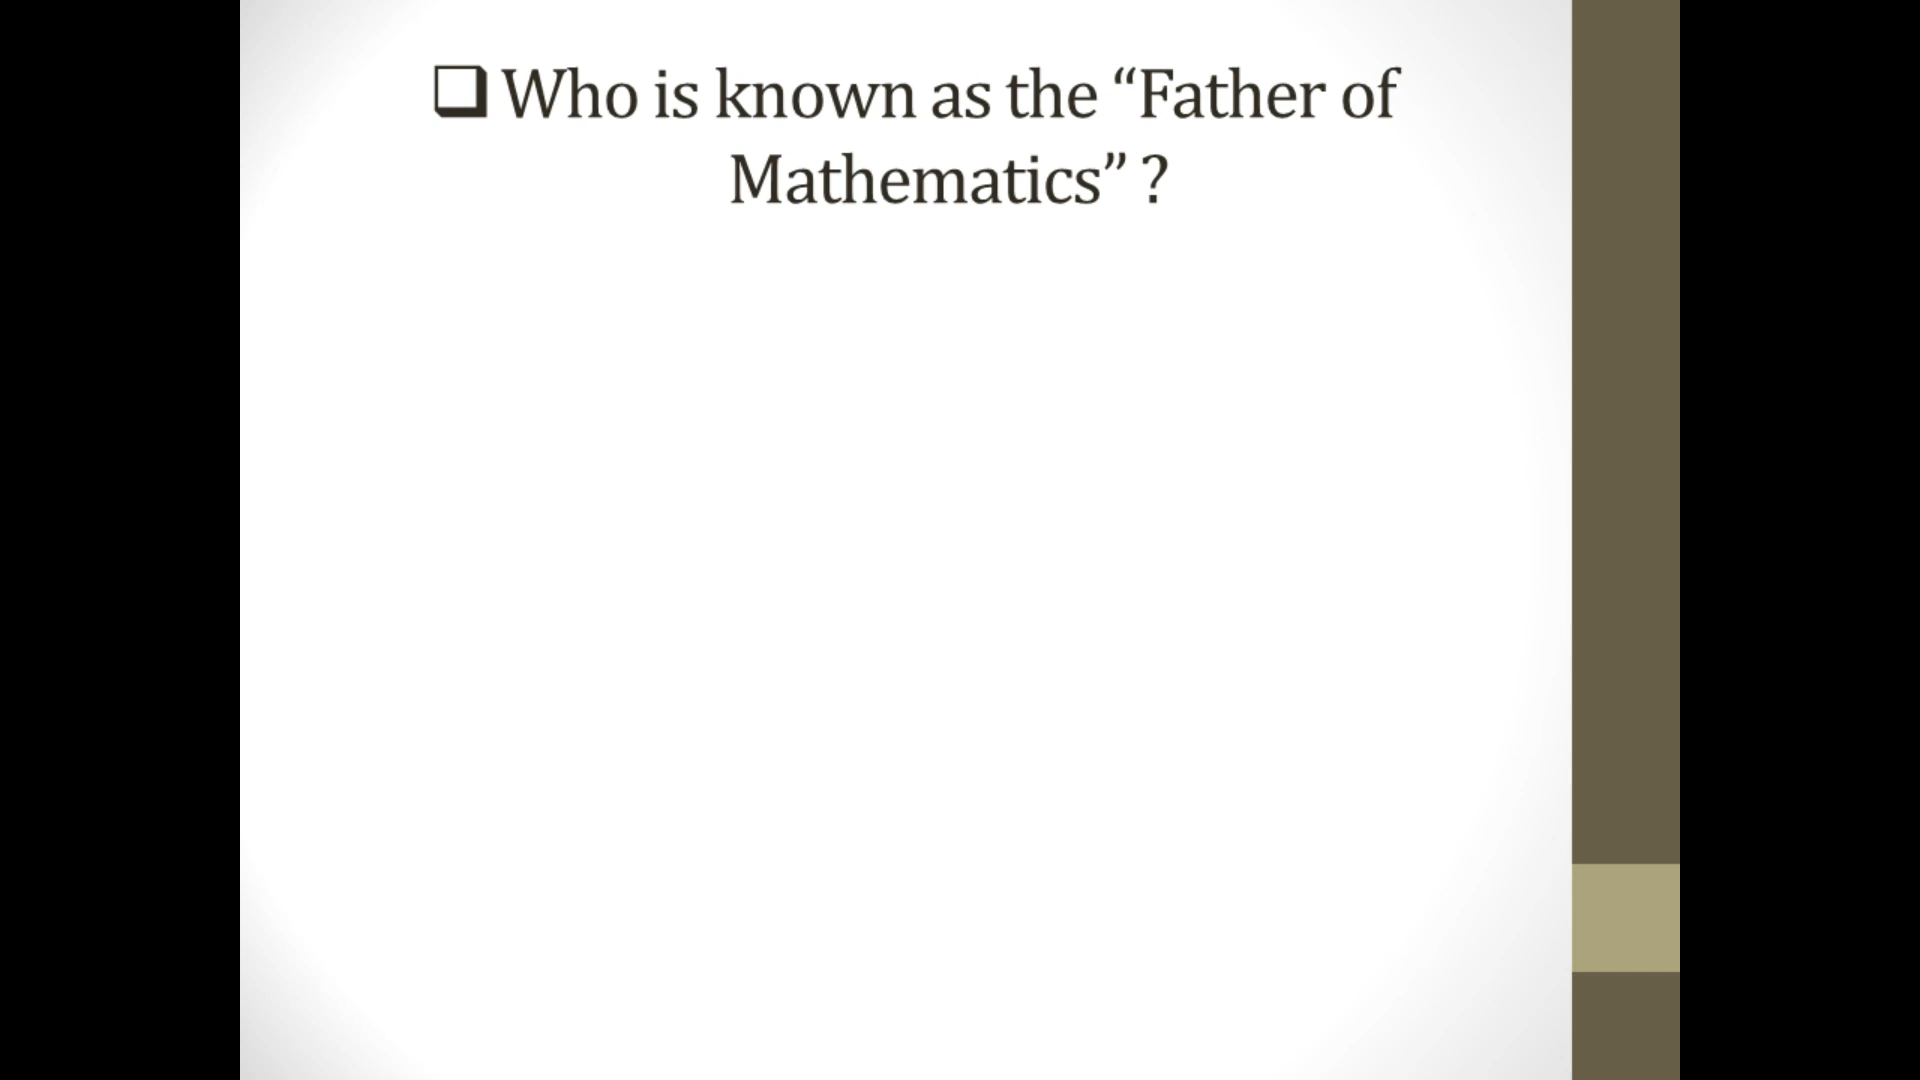 ❑ Who is known as the “Father of
Mathematics” ?